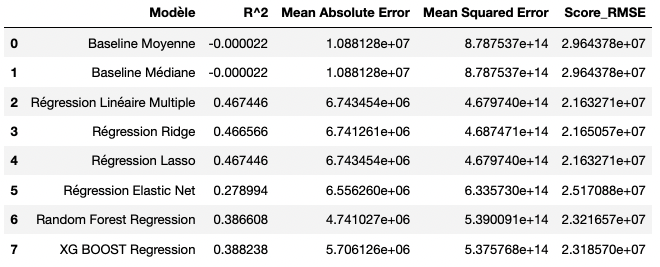 Modèle R^2 Mean Absolute Error Mean Squared Error Score_RMSE
0 Baseline Moyenne -0.000022 1.088128e+07 8.787537e+14 2.964378e+07
1 Baseline Médiane -0.000022 1.088128e+07 8.787537e+14 2.964378e+07
2 Régression Linéaire Multiple 0.467446 6.743454e+06 4.679740e+14 2.163271e+07
3 Régression Ridge 0.466566 6.741261e+06 4.687471e+14 2.165057e+07
4 Régression Lasso 0.467446 6.743454e+06 4.679740e+14 2.163271e+07
5 Régression Elastic Net 0.278994 6.556260e+06 6.335730e+14 2.517088e+07
6 Random Forest Regression 0.386608 4.741027e+06 5.390091e+14 2.321657e+07
7 XG BOOST Regression 0.388238 5.706126e+06 5.375768e+14 2.318570e+07